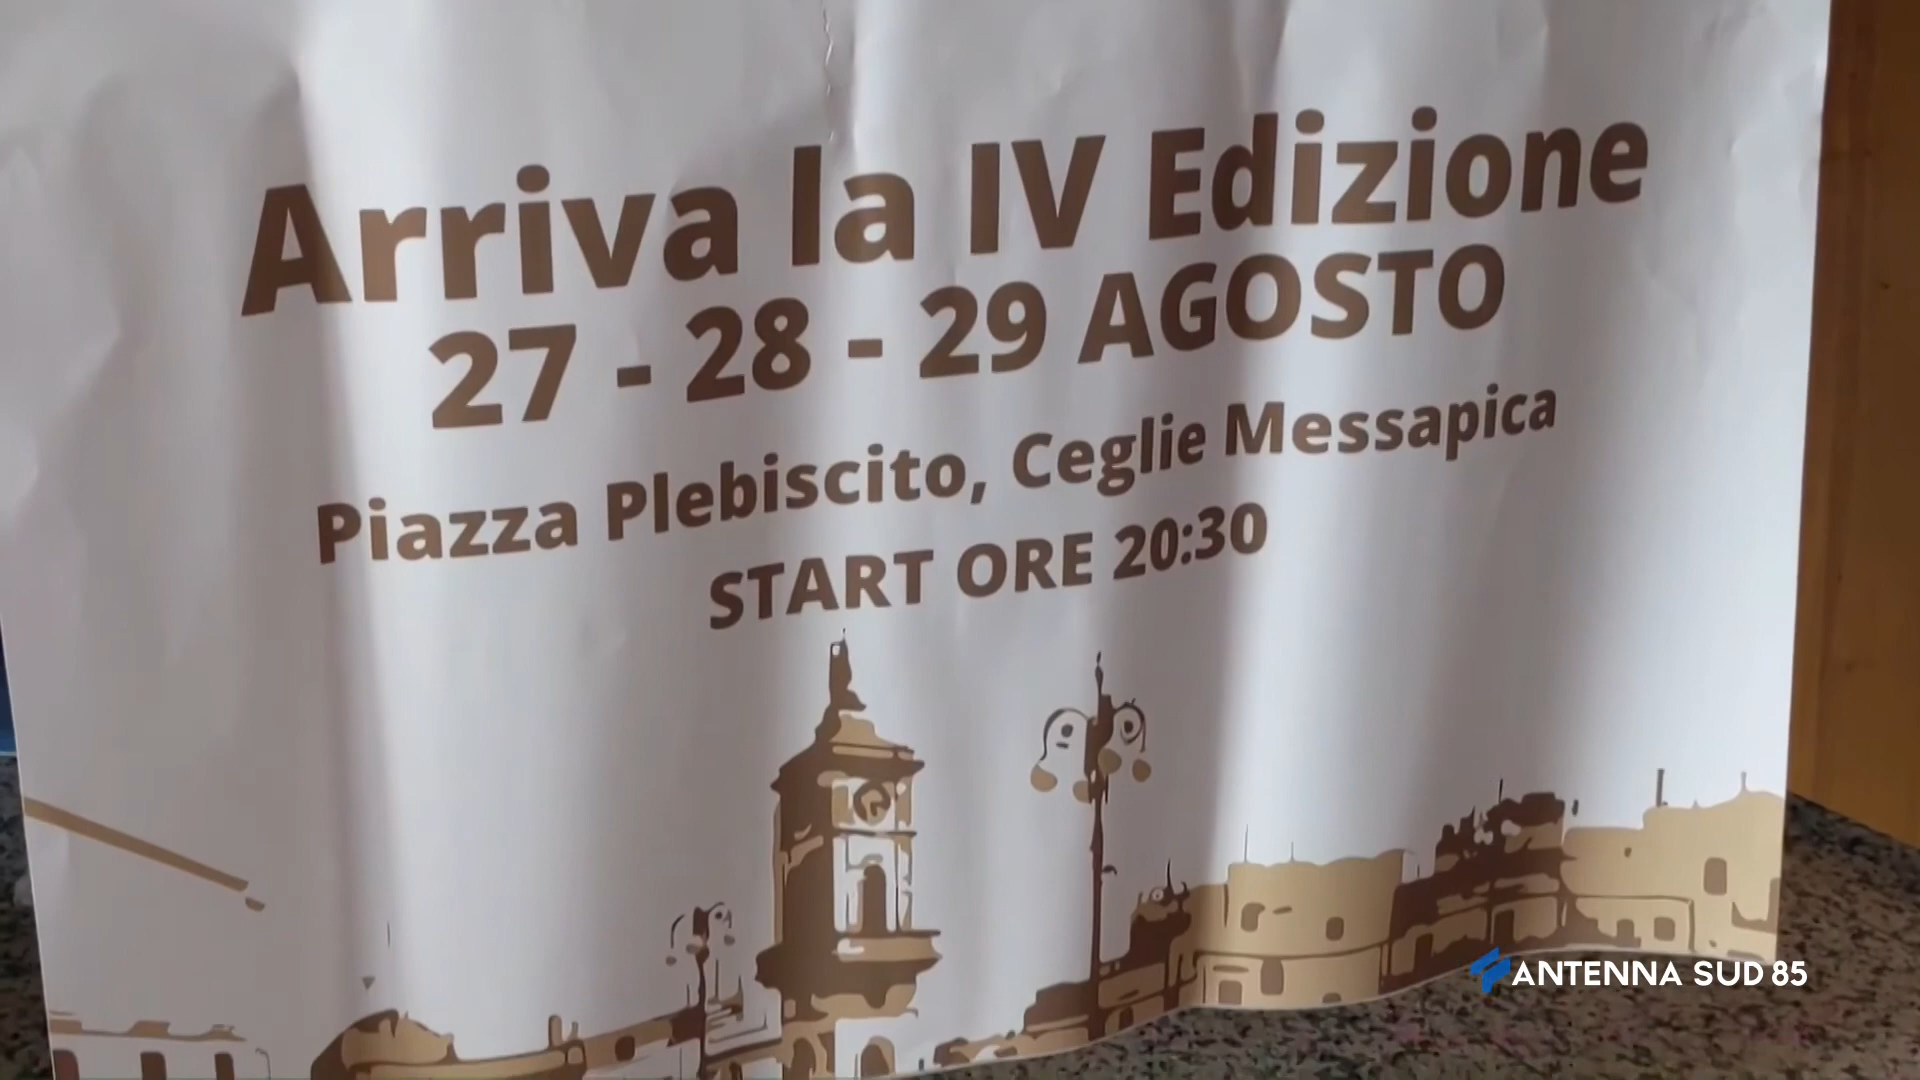 Arriva la IV Edizione
27 - 28 - 29 AGOSTO
Piazza Plebiscito, Ceglie Messapica
START ORE 20:30
ANTENNA SUD 85